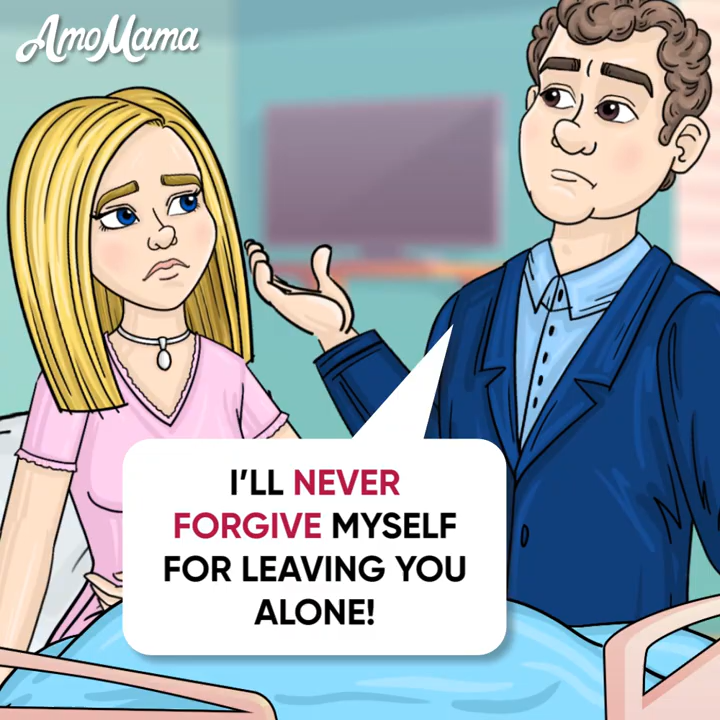 AmoMama
I'LL NEVER
FORGIVE MYSELF
FOR LEAVING YOU
ALONE!